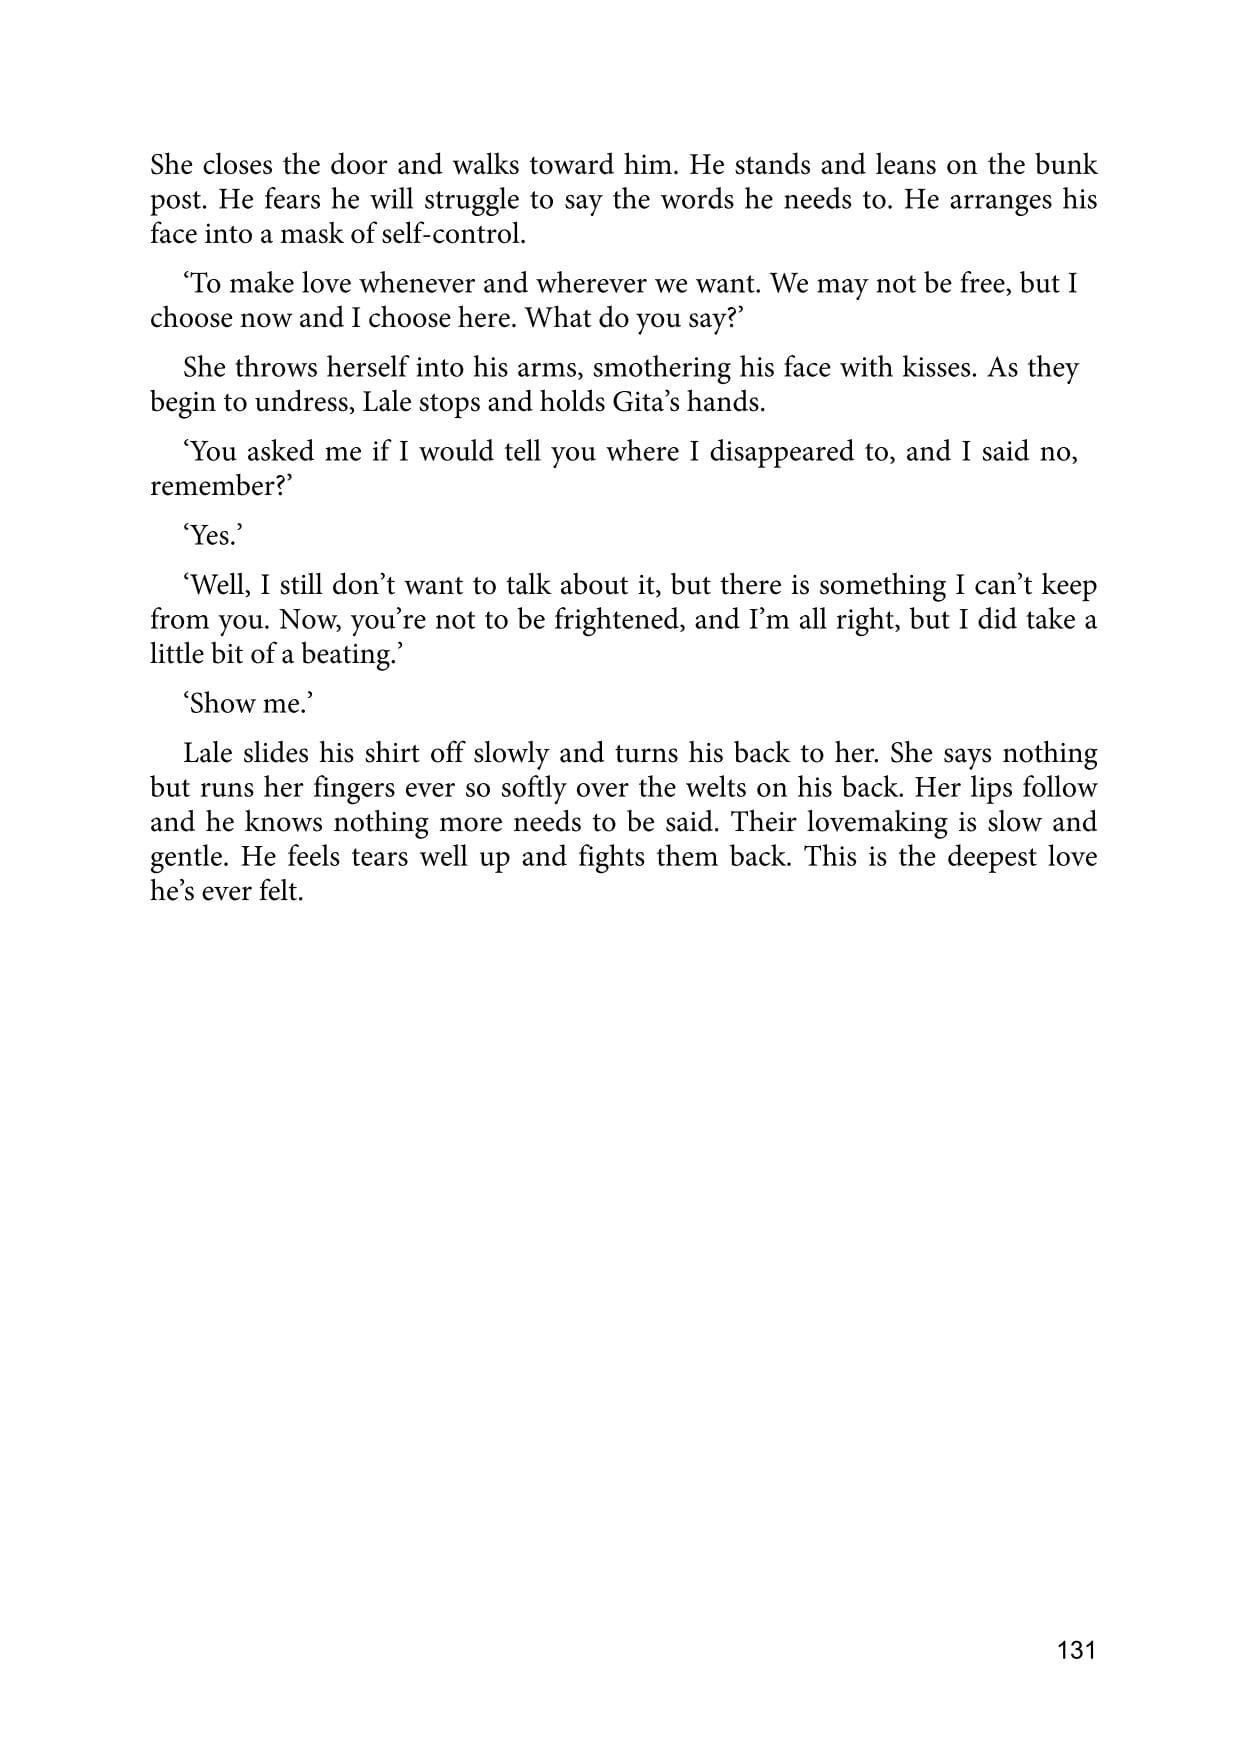 She closes the door and walks toward him. He stands and leans on the bunk
post. He fears he will struggle to say the words he needs to. He arranges his
face into a mask of self-control.
‘To make love whenever and wherever we want. We may not be free, but I
choose now and I choose here. What do you say?’
She throws herself into his arms, smothering his face with kisses. As they
begin to undress, Lale stops and holds Gita’s hands.
‘You asked me if I would tell you where I disappeared to, and I said no,
remember?’
‘Yes.’
‘Well, I still don’t want to talk about it, but there is something I can’t keep
from you. Now, you’re not to be frightened, and I’m all right, but I did take a
little bit of a beating.’
‘Show me.’
Lale slides his shirt off slowly and turns his back to her. She says nothing
but runs her fingers ever so softly over the welts on his back. Her lips follow
and he knows nothing more needs to be said. Their lovemaking is slow and
gentle. He feels tears well up and fights them back. This is the deepest love
he’s ever felt.
131